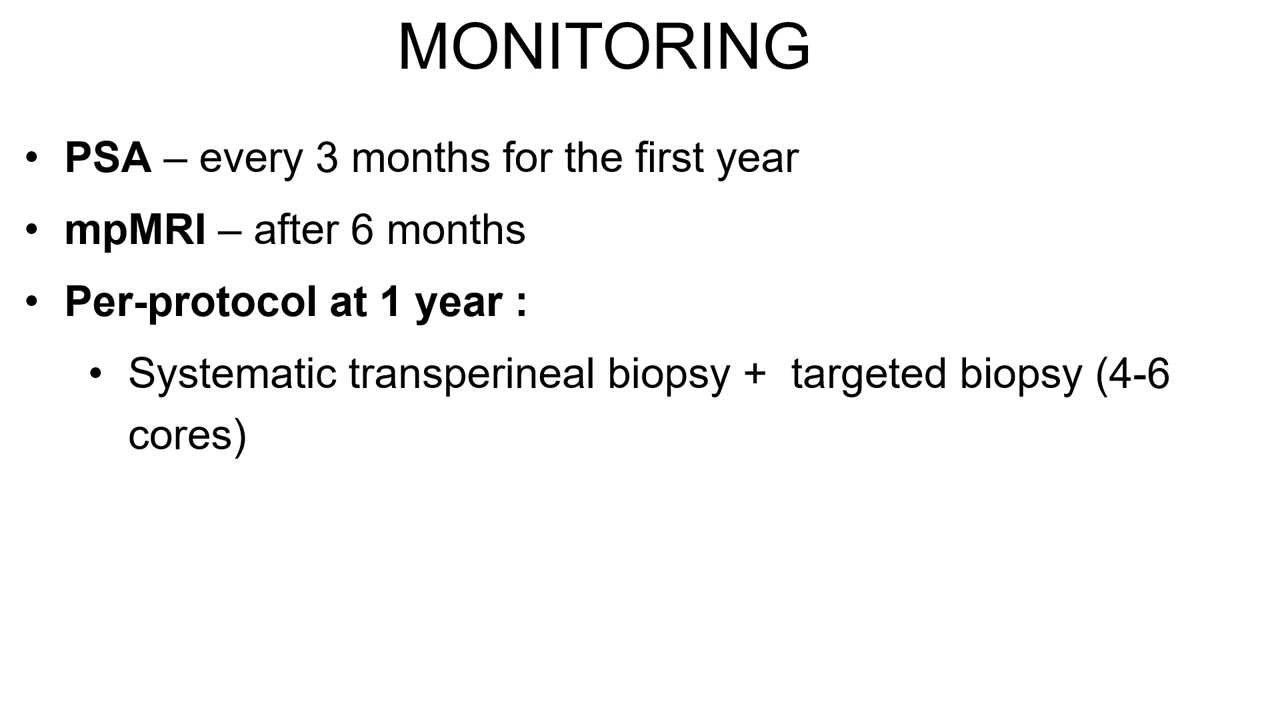 MONITORING
• PSA – every 3 months for the first year
• mpMRI – after 6 months
• Per-protocol at 1 year :
• Systematic transperineal biopsy +  targeted biopsy (4-6
cores)